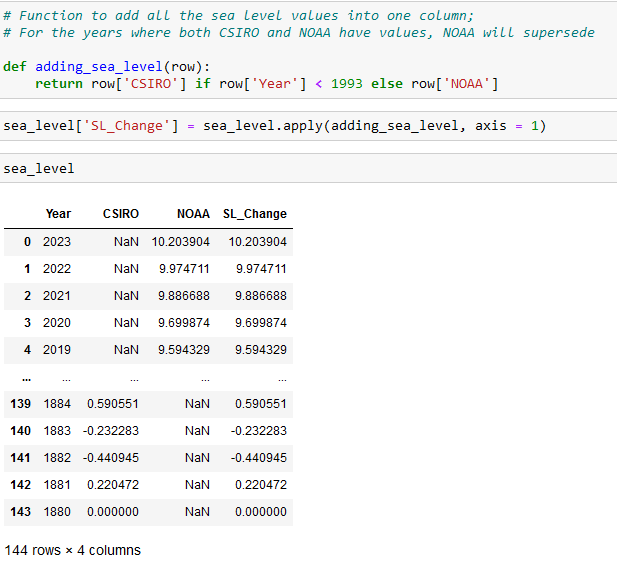 # Function to add all the sea level values into one column;
# For the years where both CSIRO and NOAA have values, NOAA will supersede
def adding_sea_level(row):
    return row['CSIRO'] if row['Year'] < 1993 else row['NOAA']
sea_level['SL_Change'] = sea_level.apply(adding_sea_level, axis = 1)
sea_level
Year CSIRO NOAA SL_Change
0 2023 NaN 10.203904 10.203904
1 2022 NaN 9.974711 9.974711
2 2021 NaN 9.886688 9.886688
3 2020 NaN 9.699874 9.699874
4 2019 NaN 9.594329 9.594329
... ... ... ... ...
139 1884 0.590551 NaN 0.590551
140 1883 -0.232283 NaN -0.232283
141 1882 -0.440945 NaN -0.440945
142 1881 0.220472 NaN 0.220472
143 1880 0.000000 NaN 0.000000
144 rows × 4 columns